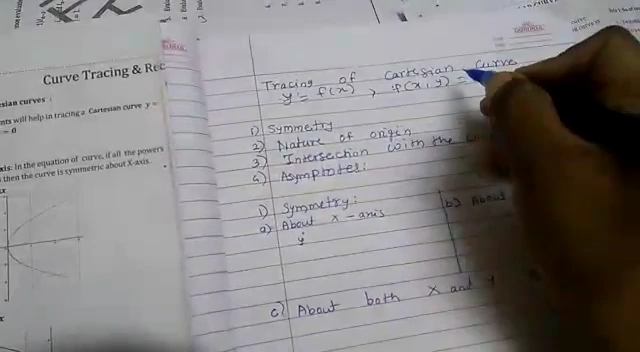 Curve Tracing & Rec
sian curves :
nts will help in tracing a Cartesian curve y =
= 0
xis: In the equation of curve, if all the powers
then the curve is symmetric about X-axis.
Tracing of Cartesian curve
y = f(x) , f(x, y) =
1) Symmetry
2) Nature of origin
3) Intersection with the
4) Asymptotes:
1) Symmetry:
a) About x-axis
b) About
y
c) About both X and Y